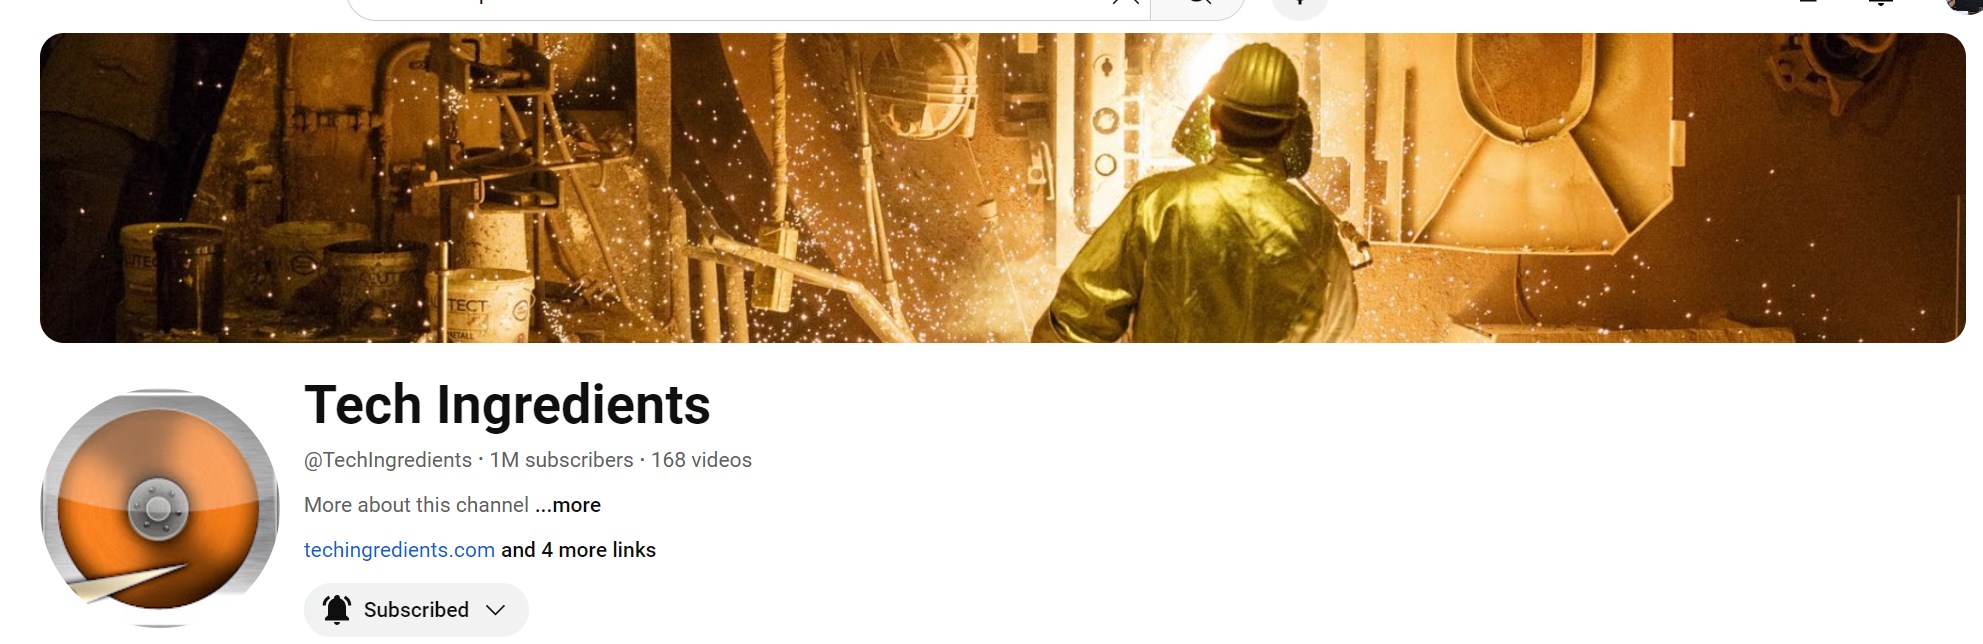 TECT
Tech Ingredients
@TechIngredients · 1M subscribers · 168 videos
More about this channel ...more
techingredients.com and 4 more links
Subscribed